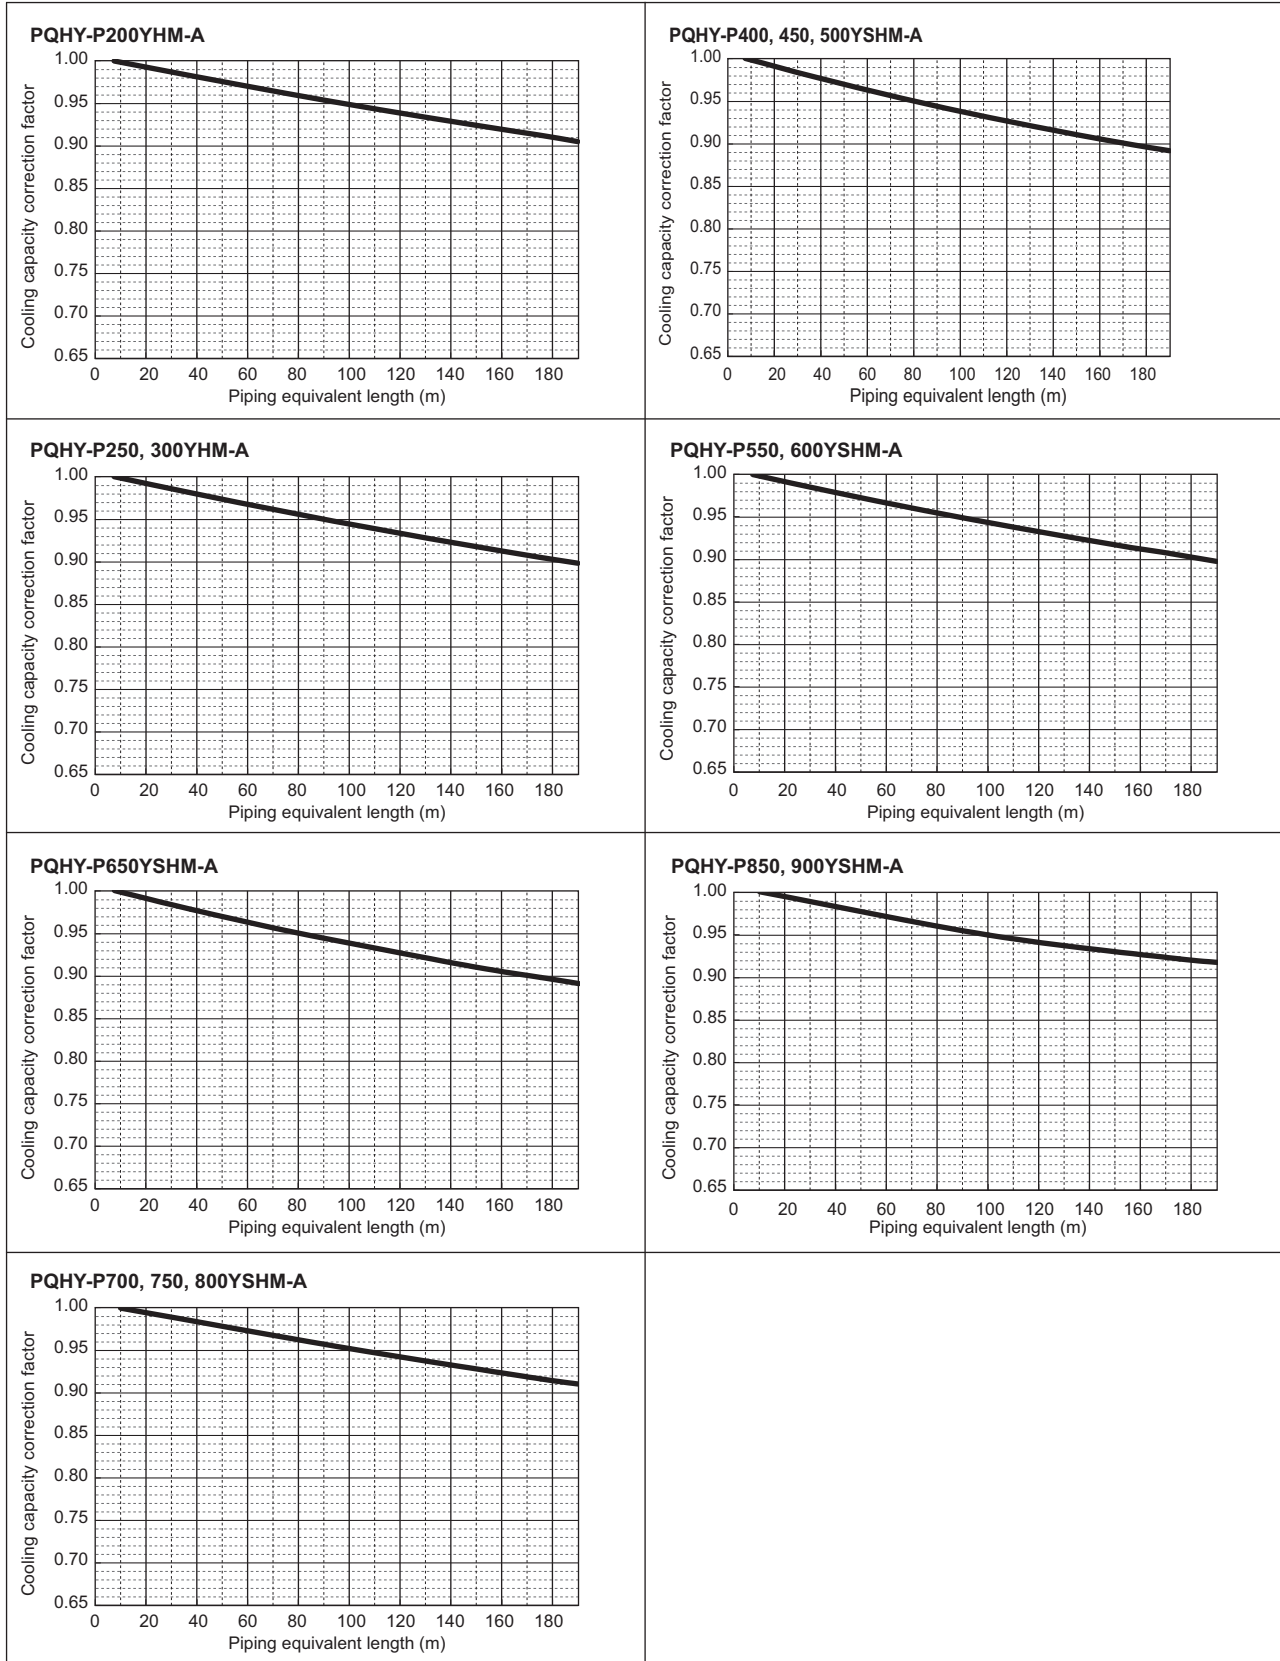 PQHY-P200YHM-A
Cooling capacity correction factor
1.00
0.95
0.90
0.85
0.80
0.75
0.70
0.65
0 20 40 60 80 100 120 140 160 180
Piping equivalent length (m)
PQHY-P400, 450, 500YSHM-A
Cooling capacity correction factor
1.00
0.95
0.90
0.85
0.80
0.75
0.70
0.65
0 20 40 60 80 100 120 140 160 180
Piping equivalent length (m)
PQHY-P250, 300YHM-A
Cooling capacity correction factor
1.00
0.95
0.90
0.85
0.80
0.75
0.70
0.65
0 20 40 60 80 100 120 140 160 180
Piping equivalent length (m)
PQHY-P550, 600YSHM-A
Cooling capacity correction factor
1.00
0.95
0.90
0.85
0.80
0.75
0.70
0.65
0 20 40 60 80 100 120 140 160 180
Piping equivalent length (m)
PQHY-P650YSHM-A
Cooling capacity correction factor
1.00
0.95
0.90
0.85
0.80
0.75
0.70
0.65
0 20 40 60 80 100 120 140 160 180
Piping equivalent length (m)
PQHY-P850, 900YSHM-A
Cooling capacity correction factor
1.00
0.95
0.90
0.85
0.80
0.75
0.70
0.65
0 20 40 60 80 100 120 140 160 180
Piping equivalent length (m)
PQHY-P700, 750, 800YSHM-A
Cooling capacity correction factor
1.00
0.95
0.90
0.85
0.80
0.75
0.70
0.65
0 20 40 60 80 100 120 140 160 180
Piping equivalent length (m)